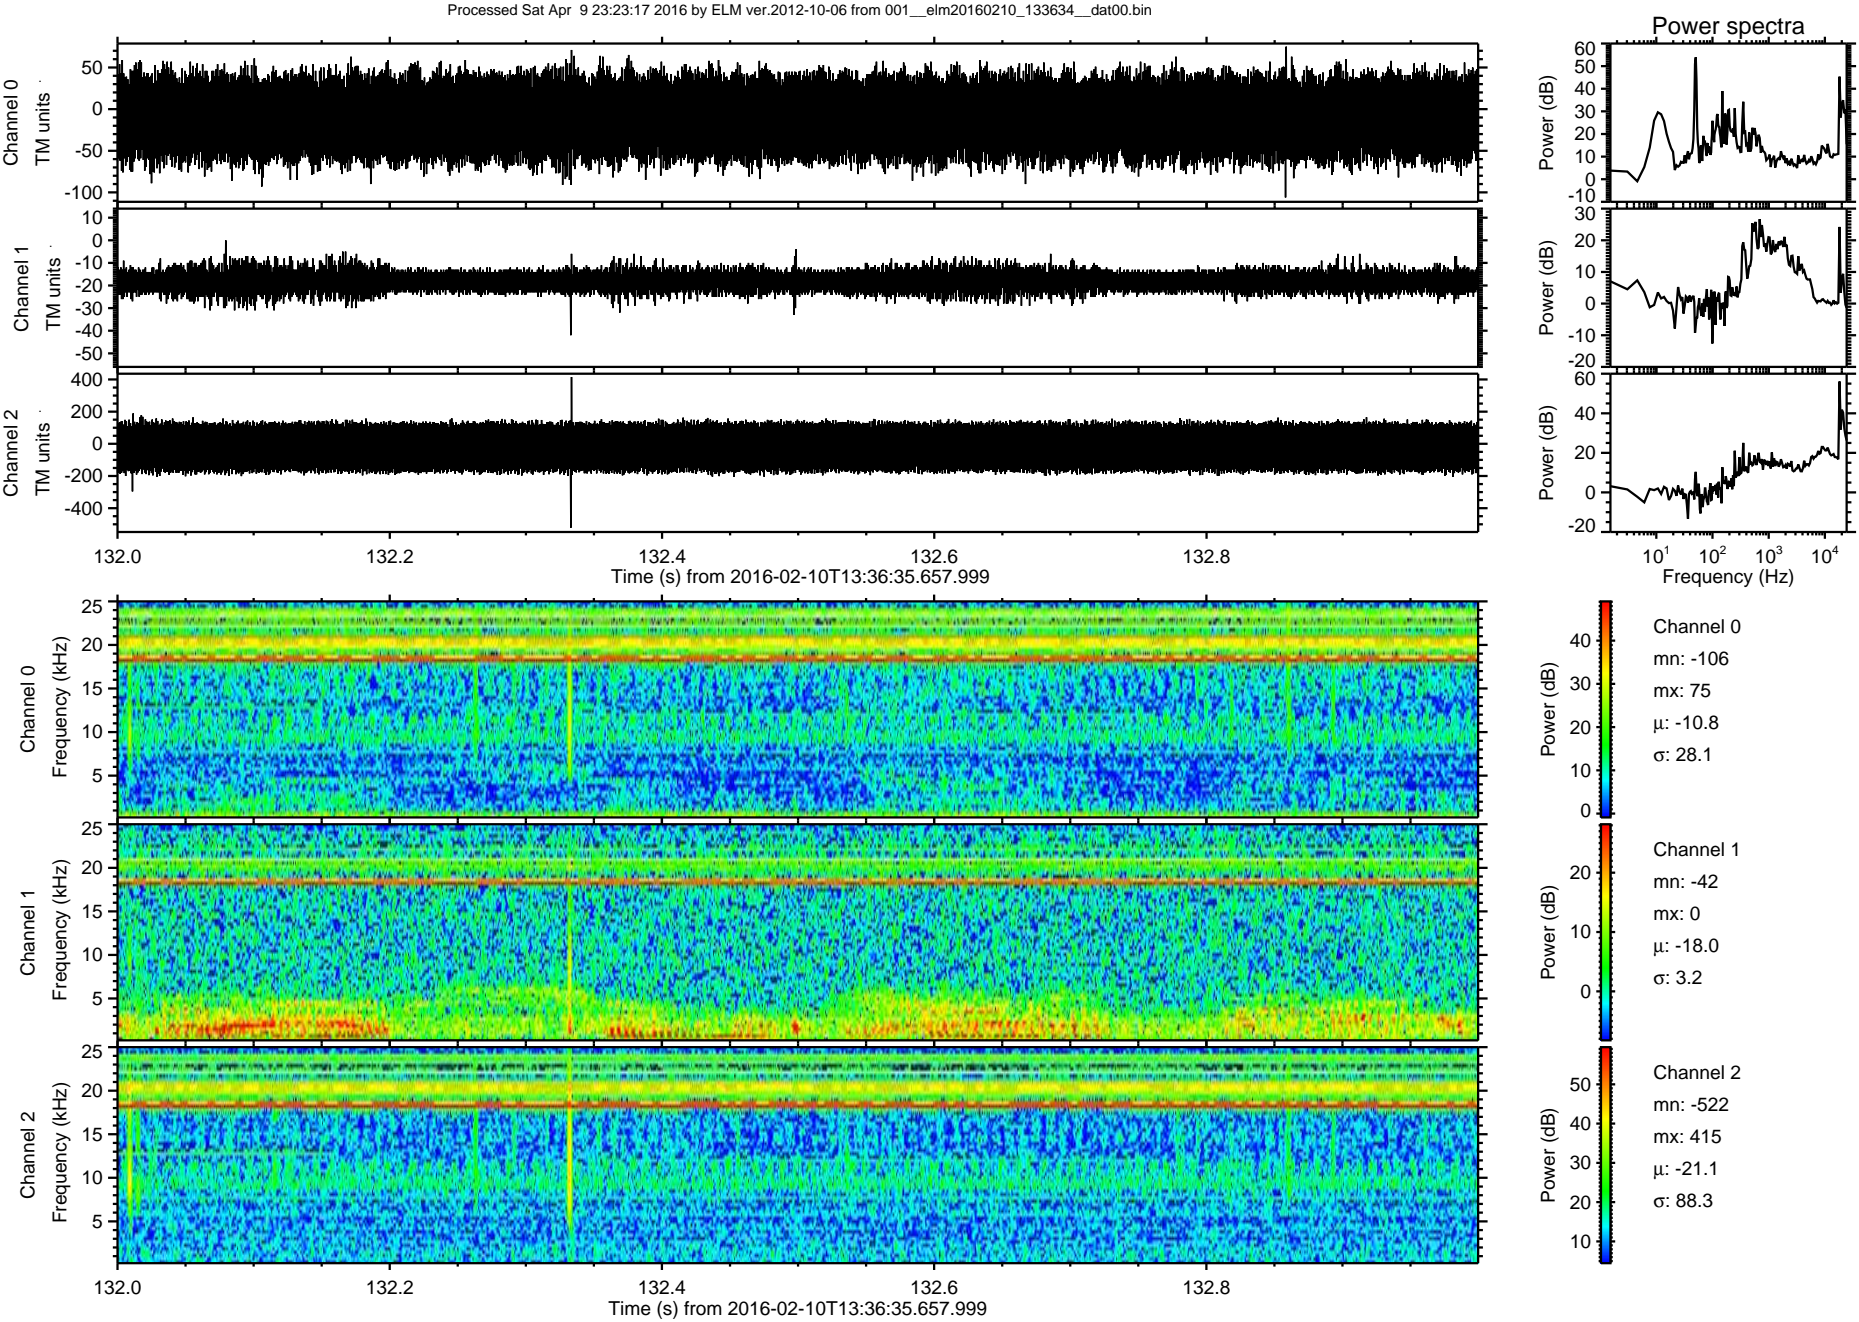 Processed Sat Apr  9 23:23:17 2016 by ELM ver.2012-10-06 from 001__elm20160210_133634__dat00.bin
Power spectra
Channel 0
TM units
50
0
-50
-100
Power (dB)
60
50
40
30
20
10
0
-10
Channel 1
TM units
10
0
-10
-20
-30
-40
-50
Power (dB)
30
20
10
0
-10
-20
Channel 2
TM units
400
200
0
-200
-400
Power (dB)
60
40
20
0
-20
132.0 132.2 132.4 132.6 132.8
Time (s) from 2016-02-10T13:36:35.657.999
10^1 10^2 10^3 10^4
Frequency (Hz)
Channel 0
Frequency (kHz)
25
20
15
10
5
Power (dB)
40
30
20
10
0
Channel 0
mn: -106
mx: 75
μ: -10.8
σ: 28.1
Channel 1
Frequency (kHz)
25
20
15
10
5
Power (dB)
20
10
0
Channel 1
mn: -42
mx: 0
μ: -18.0
σ: 3.2
Channel 2
Frequency (kHz)
25
20
15
10
5
Power (dB)
50
40
30
20
10
Channel 2
mn: -522
mx: 415
μ: -21.1
σ: 88.3
132.0 132.2 132.4 132.6 132.8
Time (s) from 2016-02-10T13:36:35.657.999